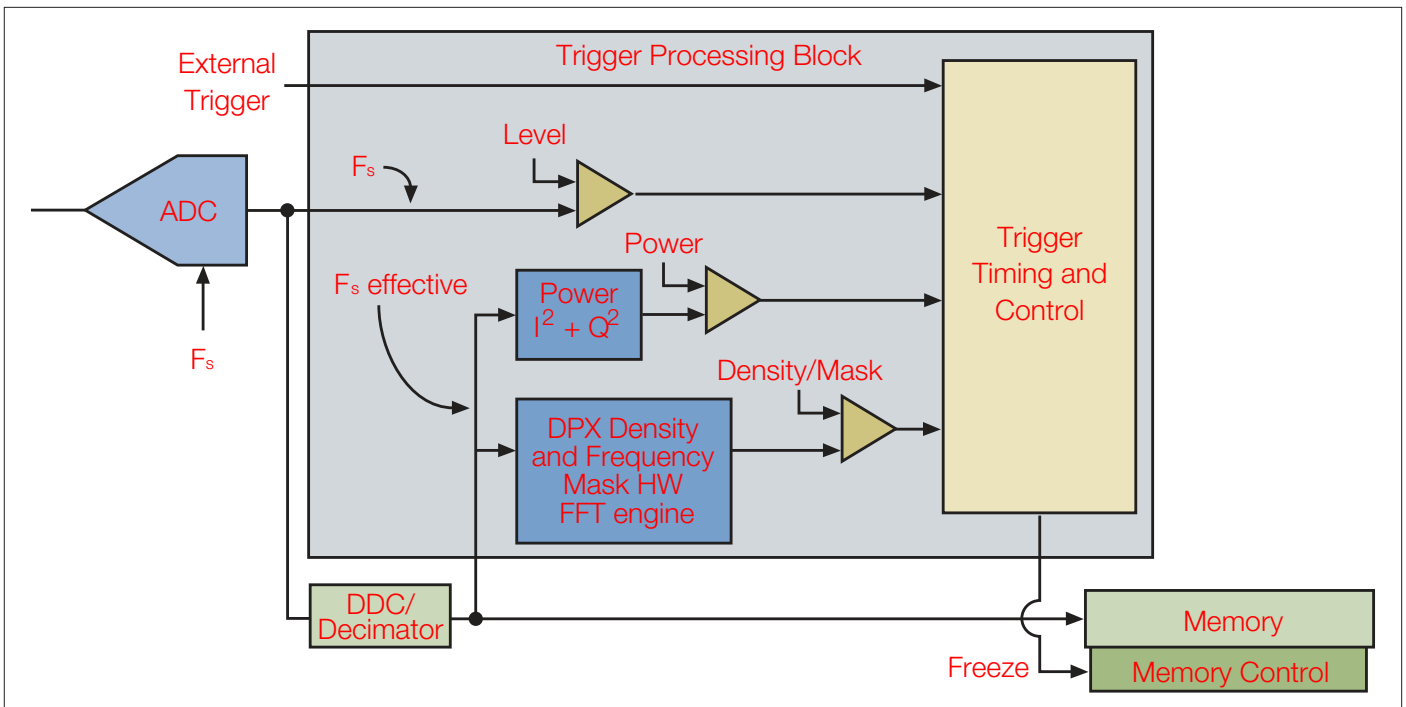 Trigger Processing Block
External
Trigger
Level
Fs
ADC
Power
Trigger
Timing and
Control
Fs effective
Power
I² + Q²
Fs
Density/Mask
DPX Density
and Frequency
Mask HW
FFT engine
DDC/
Decimator
Memory
Freeze
Memory Control